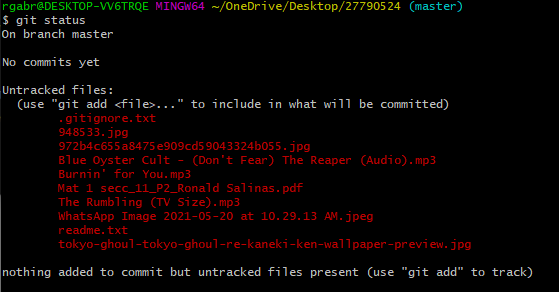 rgabr@DESKTOP-VV6TRQE MINGW64 ~/OneDrive/Desktop/27790524 (master)
$ git status
On branch master
No commits yet
Untracked files:
(use "git add <file>..." to include in what will be committed)
.gitignore.txt
948533.jpg
972b4c655a8475e909cd59043324b055.jpg
Blue Oyster Cult - (Don't Fear) The Reaper (Audio).mp3
Burnin' for You.mp3
Mat 1 secc_11_P2_Ronald Salinas.pdf
The Rumbling (TV Size).mp3
WhatsApp Image 2021-05-20 at 10.29.13 AM.jpeg
readme.txt
tokyo-ghoul-tokyo-ghoul-re-kaneki-ken-wallpaper-preview.jpg
nothing added to commit but untracked files present (use "git add" to track)